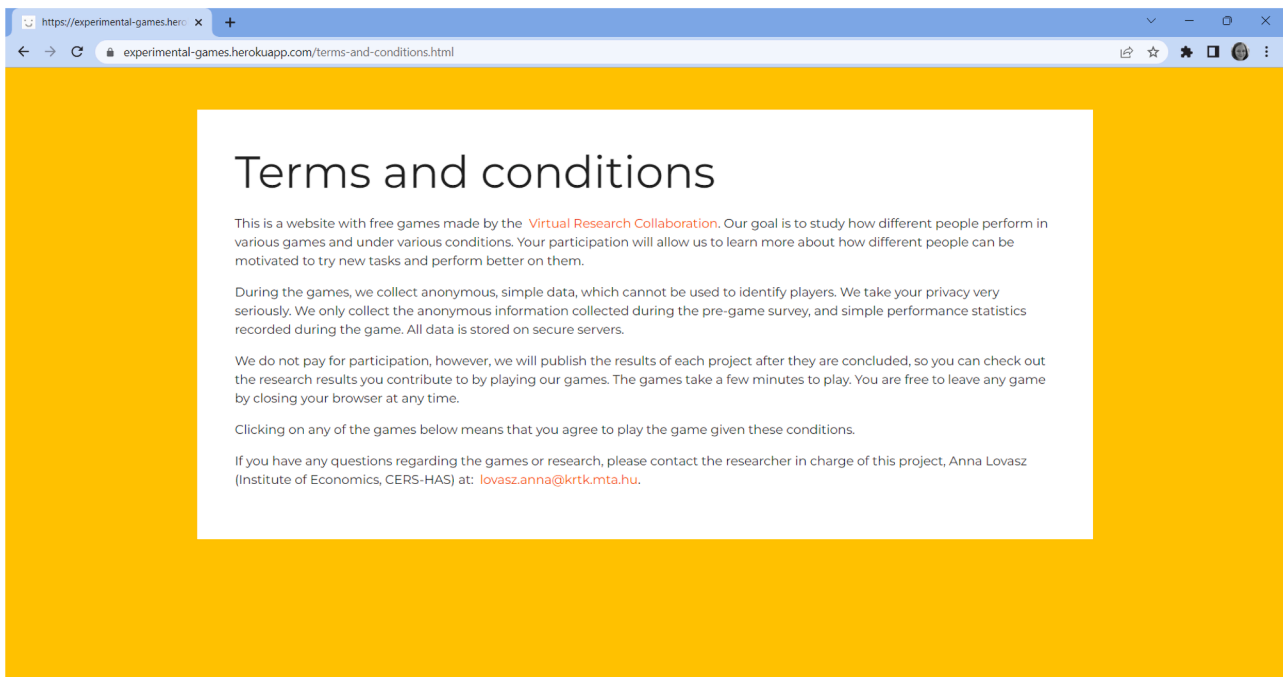 https://experimental-games.hero
experimental-games.herokuapp.com/terms-and-conditions.html
Terms and conditions
This is a website with free games made by the Virtual Research Collaboration. Our goal is to study how different people perform in
various games and under various conditions. Your participation will allow us to learn more about how different people can be
motivated to try new tasks and perform better on them.
During the games, we collect anonymous, simple data, which cannot be used to identify players. We take your privacy very
seriously. We only collect the anonymous information collected during the pre-game survey, and simple performance statistics
recorded during the game. All data is stored on secure servers.
We do not pay for participation, however, we will publish the results of each project after they are concluded, so you can check out
the research results you contribute to by playing our games. The games take a few minutes to play. You are free to leave any game
by closing your browser at any time.
Clicking on any of the games below means that you agree to play the game given these conditions.
If you have any questions regarding the games or research, please contact the researcher in charge of this project, Anna Lovasz
(Institute of Economics, CERS-HAS) at: lovasz.anna@krtk.mta.hu.